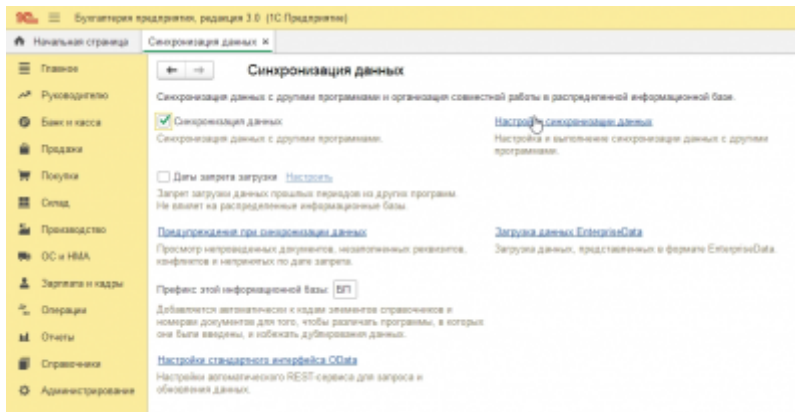 Бухгалтерия предприятия, редакция 3.0 (1С:Предприятие)
Начальная страница
Синхронизация данных ×
Главное
Руководителю
Банк и касса
Продажи
Покупки
Склад
Производство
ОС и НМА
Зарплата и кадры
Операции
Отчеты
Справочники
Администрирование
Синхронизация данных
Синхронизация данных с другими программами и организация совместной работы в распределенной информационной базе.
Синхронизация данных
Настройки синхронизации данных
Синхронизация данных с другими программами.
Настройка и выполнение синхронизации данных с другими
программами.
Даты запрета загрузки Настроить
Запрет загрузки данных прошлых периодов из других программ.
Не влияет на распределенные информационные базы.
Предупреждения при синхронизации данных
Загрузка данных EnterpriseData
Просмотр непроведенных документов, незаполненных реквизитов,
конфликтов и непринятых по дате запрета.
Загрузка данных, представленных в формате EnterpriseData.
Префикс этой информационной базы: БП
Добавляется автоматически к кодам элементов справочников и
номерам документов для того, чтобы различать программы, в которых
они были введены, и избежать дублирования данных.
Настройки стандартного интерфейса OData
Настройки автоматического REST-сервиса для запроса и
обновления данных.